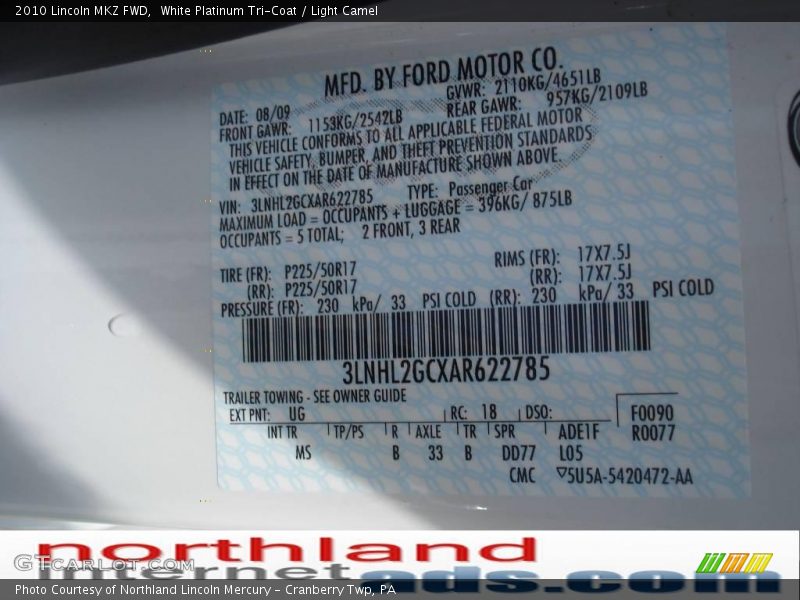 2010 Lincoln MKZ FWD,  White Platinum Tri-Coat / Light Camel
MFD. BY FORD MOTOR CO.
DATE: 08/09 GVWR: 2110KG/4651LB
FRONT GAWR: 1153KG/2542LB REAR GAWR: 957KG/2109LB
THIS VEHICLE CONFORMS TO ALL APPLICABLE FEDERAL MOTOR
VEHICLE SAFETY, BUMPER, AND THEFT PREVENTION STANDARDS
IN EFFECT ON THE DATE OF MANUFACTURE SHOWN ABOVE.
VIN: 3LNHL2GCXAR622785 TYPE: Passenger Car
MAXIMUM LOAD = OCCUPANTS + LUGGAGE = 396KG/ 875LB
OCCUPANTS = 5 TOTAL; 2 FRONT, 3 REAR
TIRE (FR): P225/50R17 RIMS (FR): 17X7.5J
(RR): P225/50R17 (RR): 17X7.5J
PRESSURE (FR): 230 kPa/ 33 PSI COLD (RR): 230 kPa/ 33 PSI COLD
3LNHL2GCXAR622785
TRAILER TOWING - SEE OWNER GUIDE
EXT PNT: UG RC: 18 DSO: F0090
INT TR TP/PS R AXLE TR SPR ADE1F R0077
MS B 33 B DD77 L05
CMC 5U5A-5420472-AA
northland
GTCarLot.com
internet ads.com
Photo Courtesy of Northland Lincoln Mercury - Cranberry Twp, PA